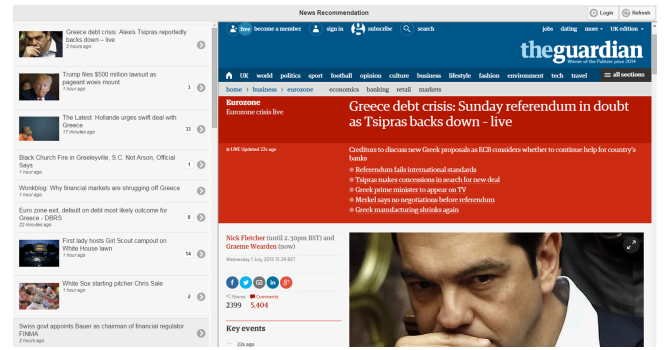 News Recommendation
Login
Refresh
Greece debt crisis: Alexis Tsipras reportedly
backs down – live
2 hours ago
Trump files $500 million lawsuit as
pageant woes mount
1 hour ago
3
The Latest: Hollande urges swift deal with
Greece
17 minutes ago
33
Black Church Fire in Greeleyville, S.C. Not Arson, Official
Says
1 hour ago
1
Wonkblog: Why financial markets are shrugging off Greece
1 hour ago
Euro zone exit, default on debt most likely outcome for
Greece - DBRS
22 minutes ago
8
First lady hosts Girl Scout campout on
White House lawn
1 hour ago
14
White Sox starting pitcher Chris Sale
1 hour ago
2
Swiss govt appoints Bauer as chairman of financial regulator
FINMA
2 hours ago
free become a member
sign in
subscribe
search
jobs dating more UK edition
theguardian
Winner of the Pulitzer prize 2014
UK world politics sport football opinion culture business lifestyle fashion environment tech travel
all sections
home › business › eurozone economics banking retail markets
Eurozone
Eurozone crisis live
Greece debt crisis: Sunday referendum in doubt
as Tsipras backs down – live
LIVE Updated 22s ago
Creditors to discuss new Greek proposals as ECB considers whether to continue help for country's
banks
Referendum fails international standards
Tsipras makes concessions in search for new deal
Greek prime minister to appear on TV
Merkel says no negotiations before referendum
Greek manufacturing shrinks again
Nick Fletcher (until 2.30pm BST) and
Graeme Wearden (now)
Wednesday 1 July 2015 15.29 BST
Shares Comments
2399 5,404
Key events
22s ago